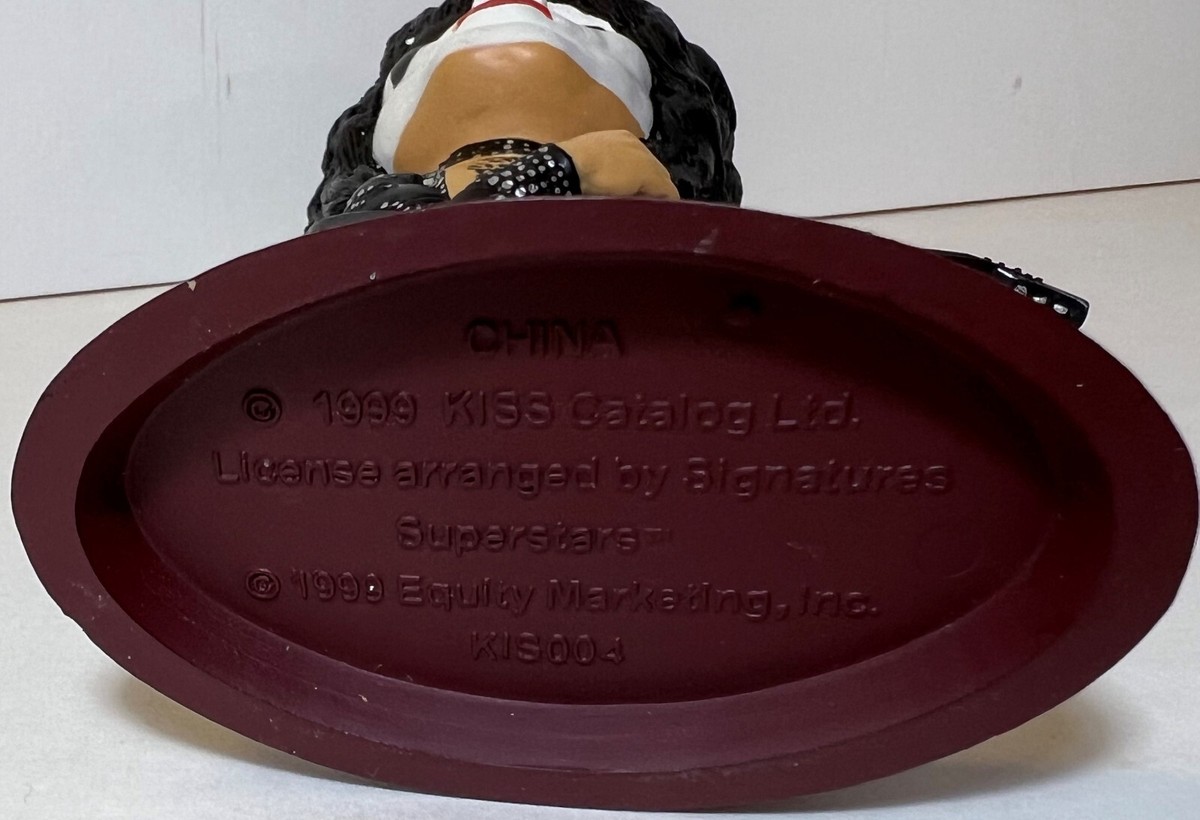 CHINA
© 1999 KISS Catalog Ltd.
License arranged by Signatures
Superstars™
© 1999 Equity Marketing, Inc.
KIS004